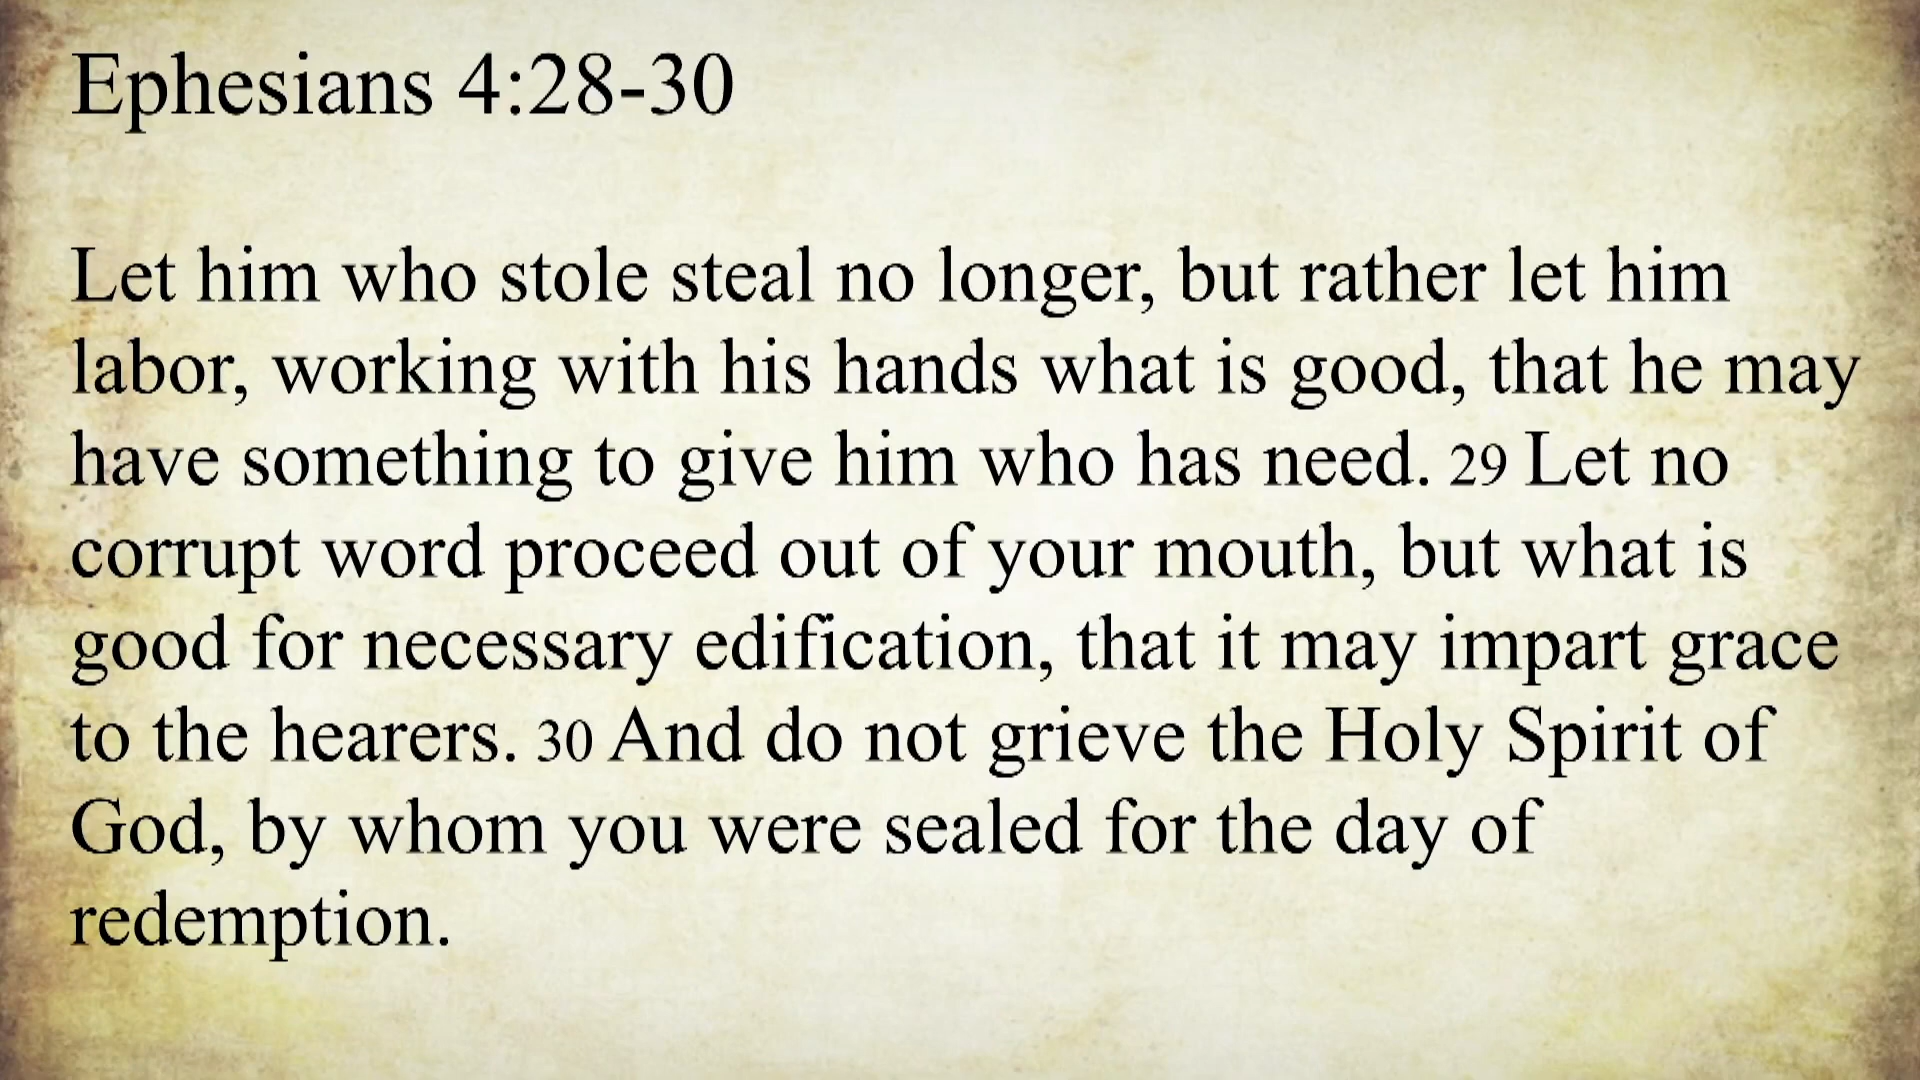 Ephesians 4:28-30
Let him who stole steal no longer, but rather let him
labor, working with his hands what is good, that he may
have something to give him who has need. 29 Let no
corrupt word proceed out of your mouth, but what is
good for necessary edification, that it may impart grace
to the hearers. 30 And do not grieve the Holy Spirit of
God, by whom you were sealed for the day of
redemption.